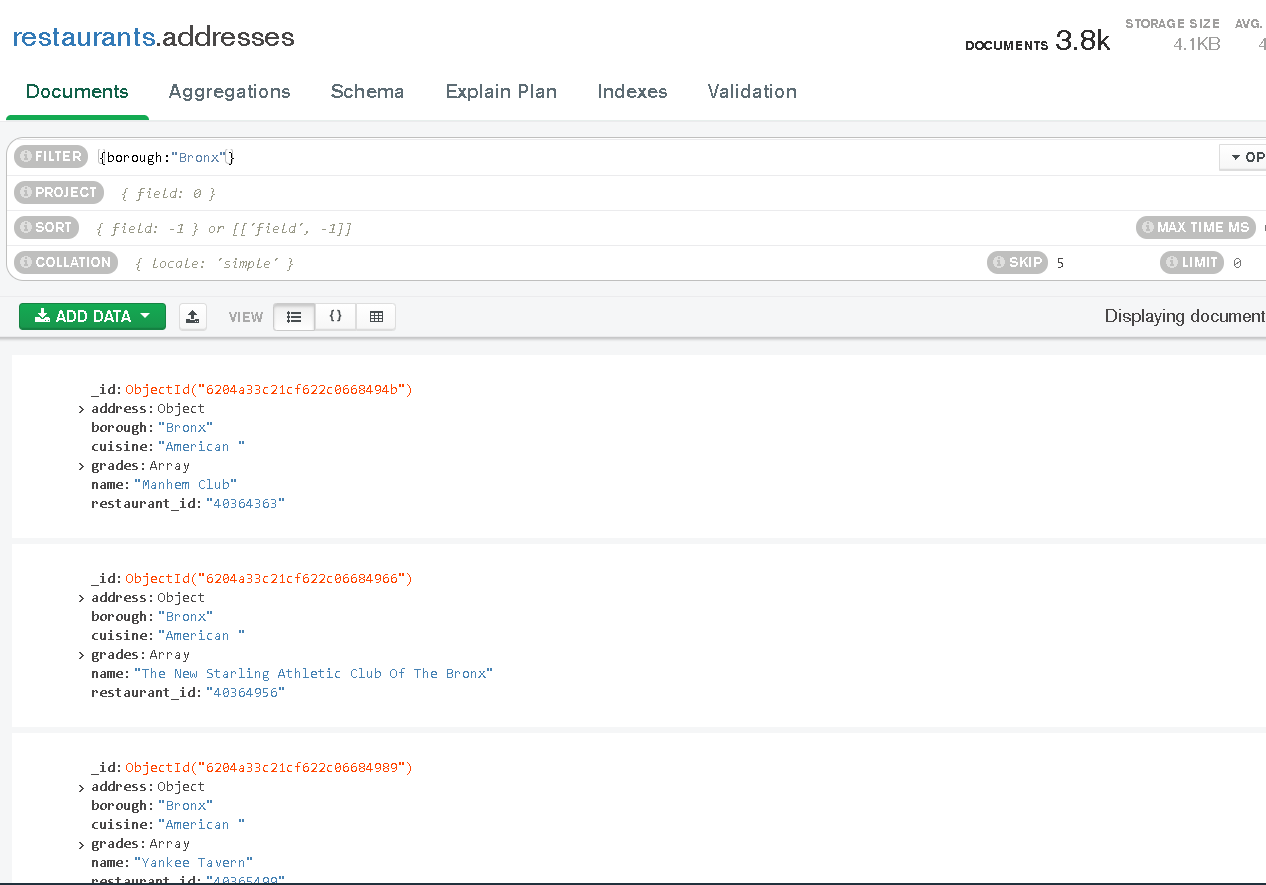 restaurants.addresses
DOCUMENTS 3.8k STORAGE SIZE 4.1KB AVG.
Documents Aggregations Schema Explain Plan Indexes Validation
FILTER {borough:"Bronx"} OP
PROJECT { field: 0 }
SORT { field: -1 } or [['field', -1]] MAX TIME MS
COLLATION { locale: 'simple' } SKIP 5 LIMIT 0
ADD DATA VIEW {} Displaying document
_id: ObjectId("6204a33c21cf622c0668494b")
> address: Object
borough: "Bronx"
cuisine: "American "
> grades: Array
name: "Manhem Club"
restaurant_id: "40364363"
_id: ObjectId("6204a33c21cf622c06684966")
> address: Object
borough: "Bronx"
cuisine: "American "
> grades: Array
name: "The New Starling Athletic Club Of The Bronx"
restaurant_id: "40364956"
_id: ObjectId("6204a33c21cf622c06684989")
> address: Object
borough: "Bronx"
cuisine: "American "
> grades: Array
name: "Yankee Tavern"
restaurant_id: "40365499"